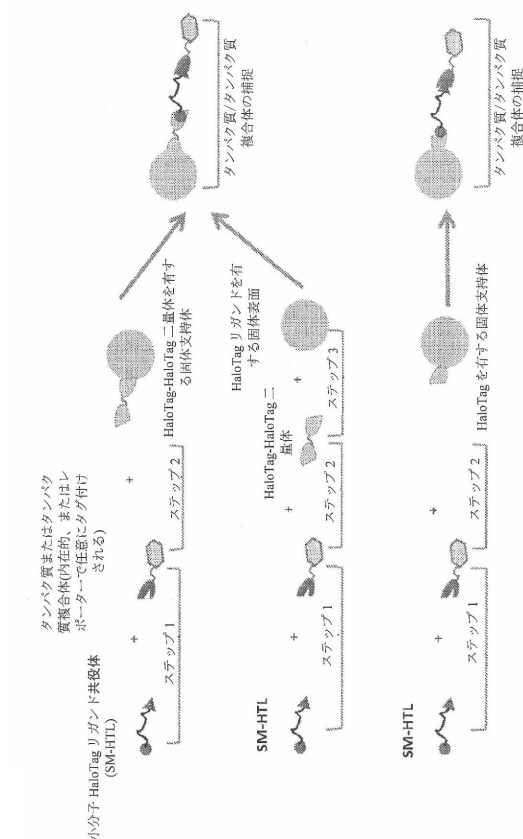 小分子 HaloTag リガンド共役体
(SM-HTL)
+
タンパク質またはタンパク
質複合体(内在的、またはレ
ポーターで任意にタグ付け
される)
+
HaloTag-HaloTag 二量体を有す
る固体支持体
ステップ1
ステップ2
タンパク質/タンパク質
複合体の捕捉
SM-HTL
+
+
HaloTag-HaloTag 二
量体
+
HaloTag リガンドを有
する固体表面
ステップ1
ステップ2
ステップ3
SM-HTL
+
+
HaloTag を有する固体支持体
ステップ1
ステップ2
タンパク質/タンパク質
複合体の捕捉